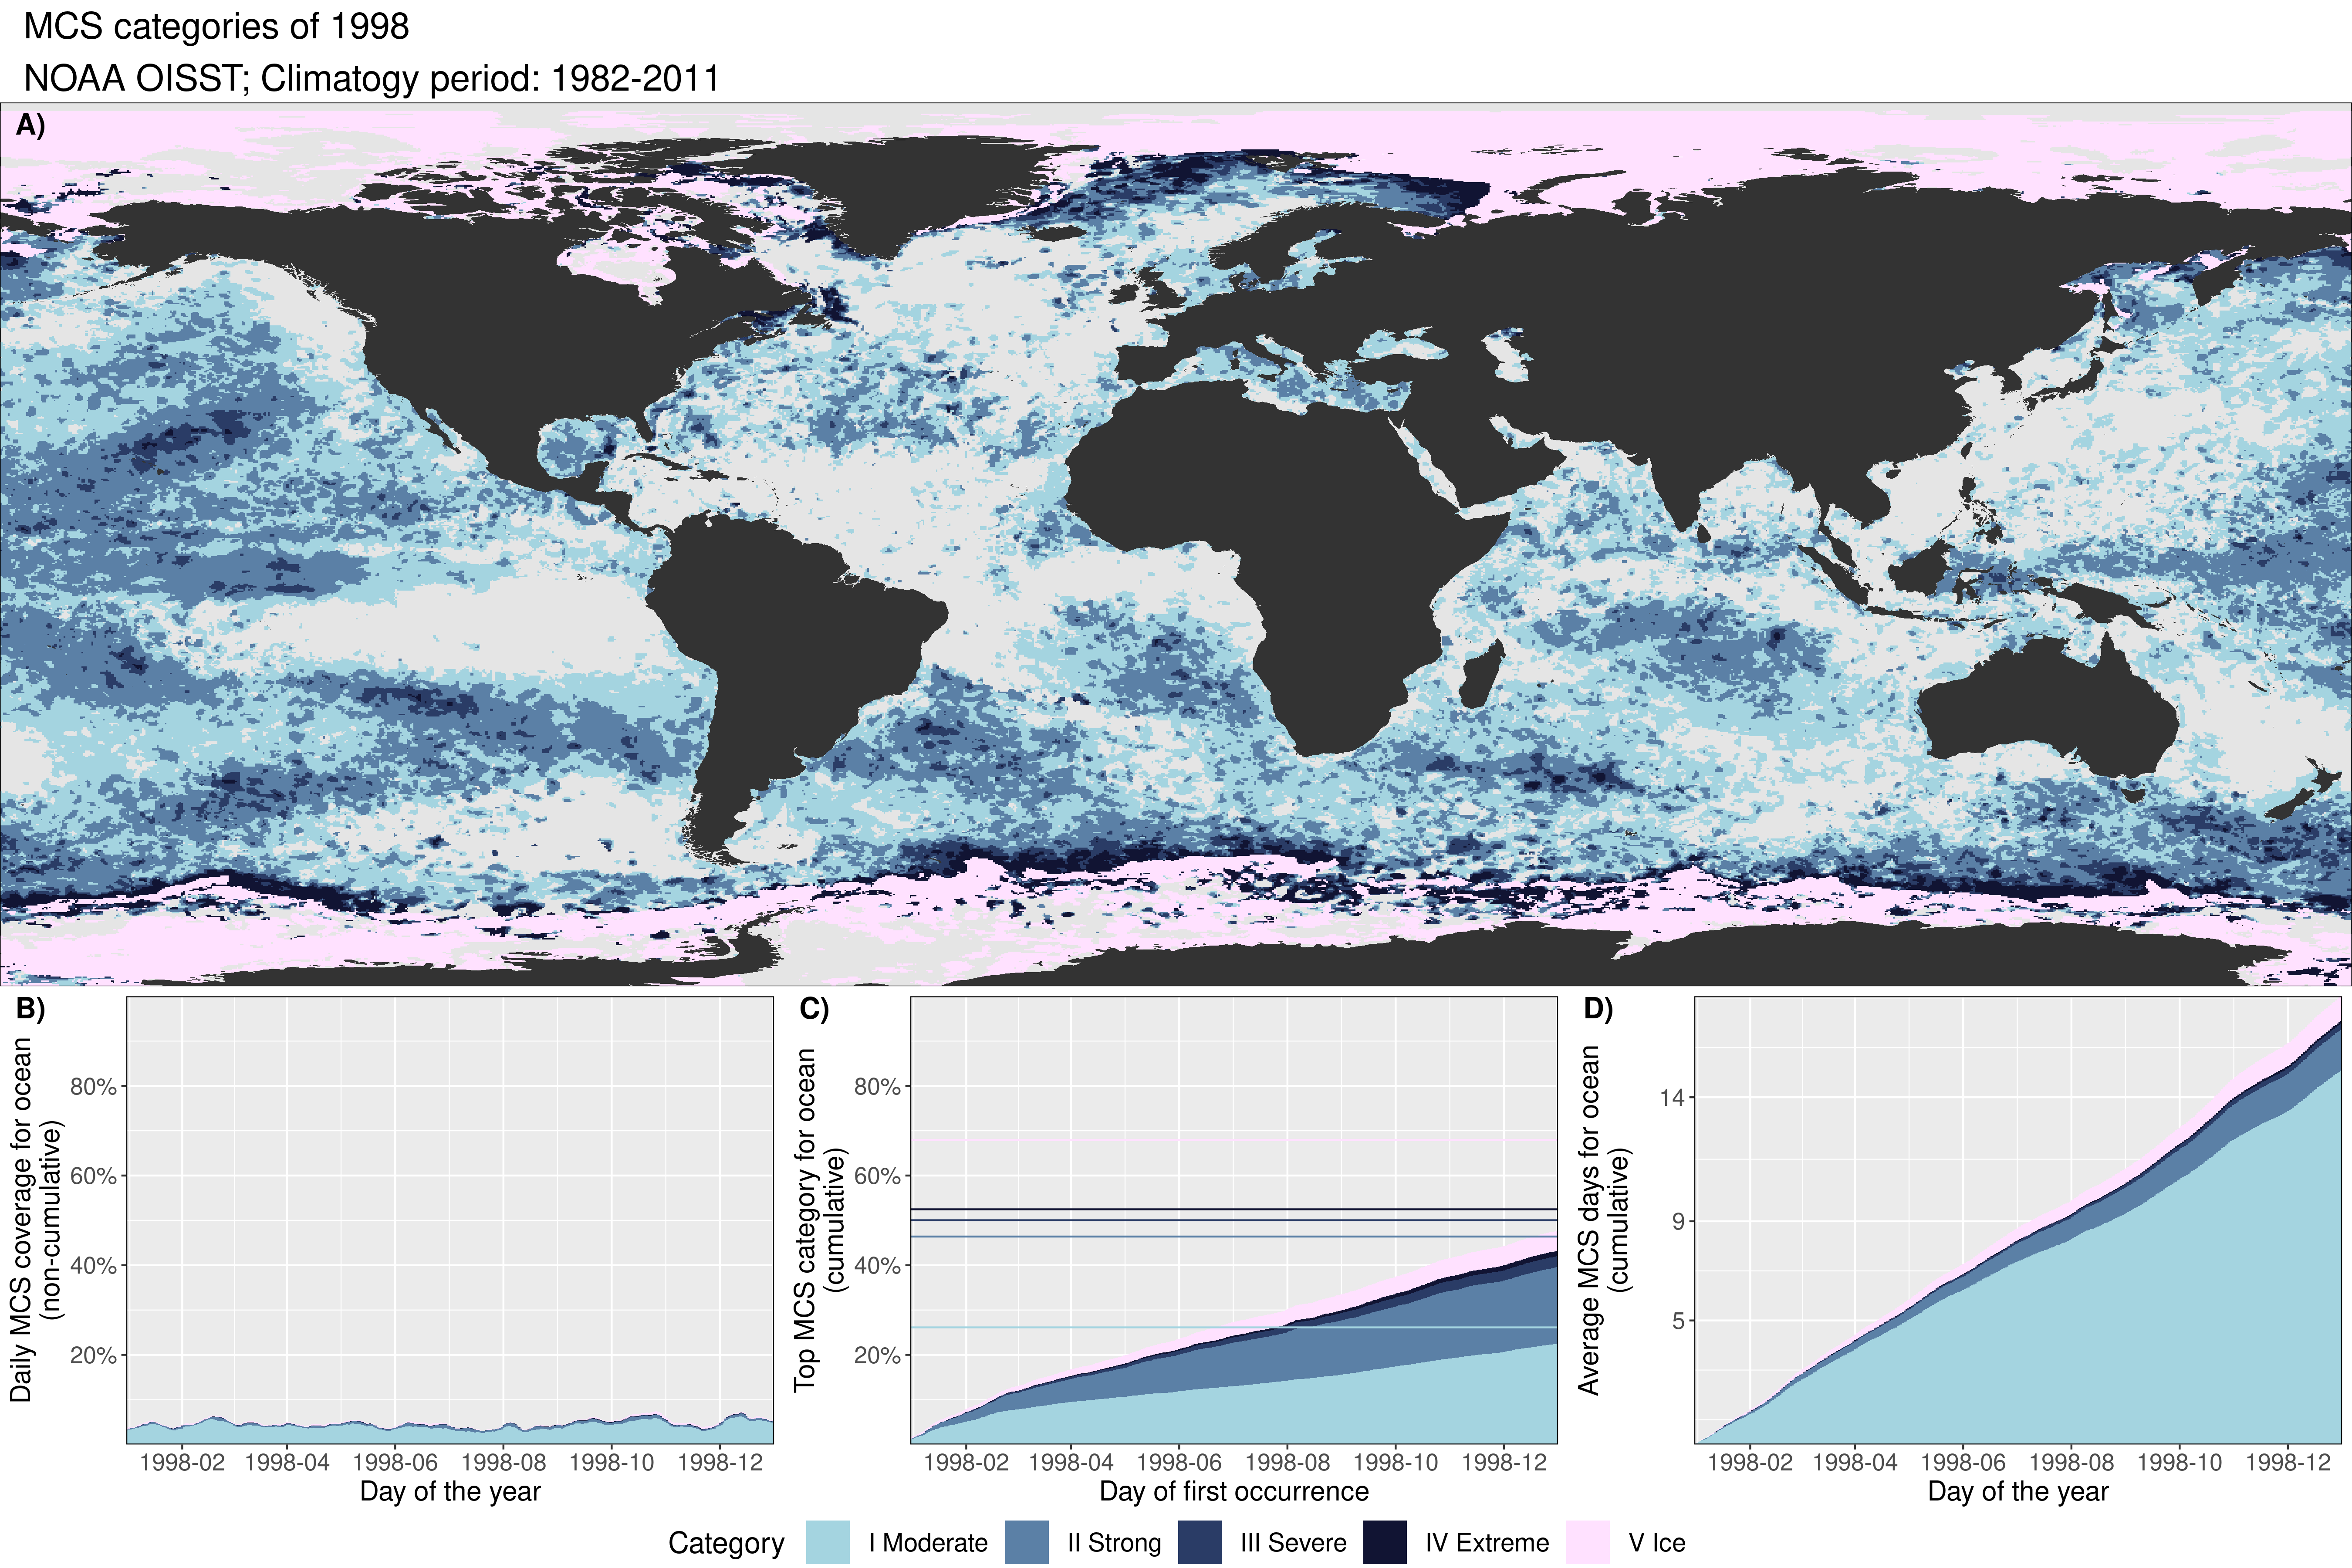 MCS categories of 1998
NOAA OISST; Climatogy period: 1982-2011
A)
B)
Daily MCS coverage for ocean
(non-cumulative)
80%
60%
40%
20%
1998-02 1998-04 1998-06 1998-08 1998-10 1998-12
Day of the year
C)
Top MCS category for ocean
(cumulative)
80%
60%
40%
20%
1998-02 1998-04 1998-06 1998-08 1998-10 1998-12
Day of first occurrence
D)
Average MCS days for ocean
(cumulative)
14
9
5
1998-02 1998-04 1998-06 1998-08 1998-10 1998-12
Day of the year
Category I Moderate II Strong III Severe IV Extreme V Ice